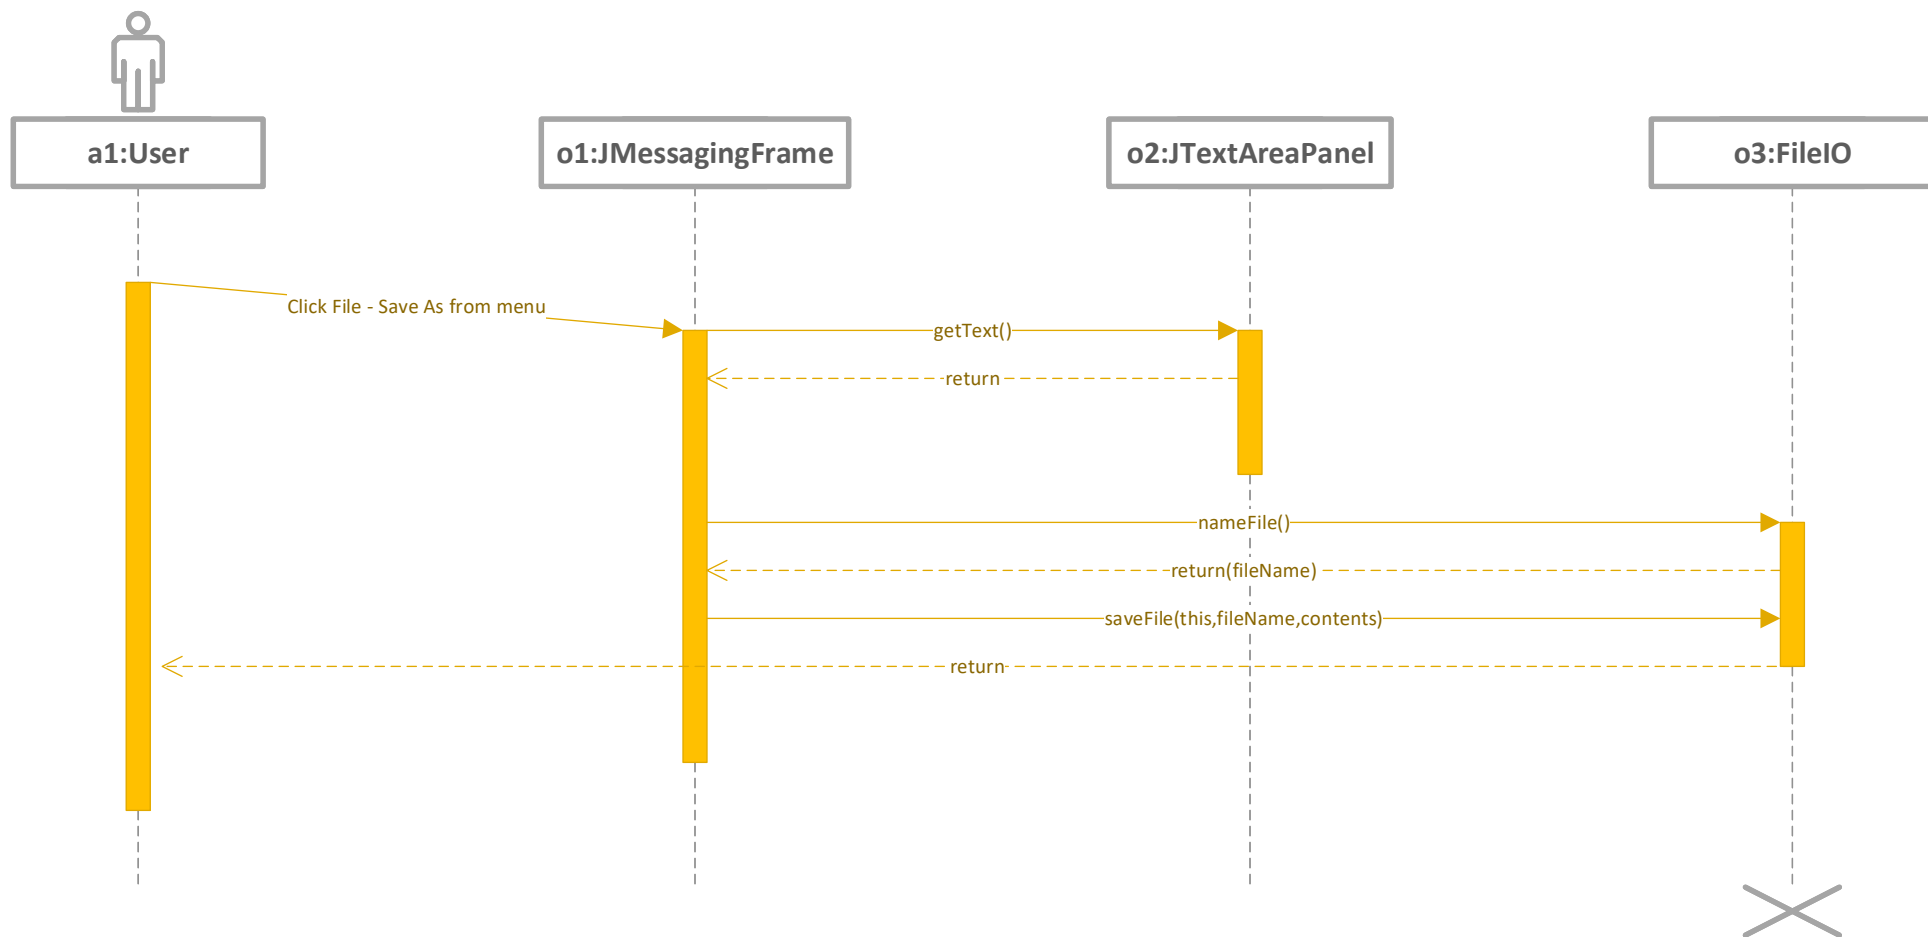 a1:User
o1:JMessagingFrame
o2:JTextAreaPanel
o3:FileIO
Click File - Save As from menu
getText()
return
nameFile()
return(fileName)
saveFile(this,fileName,contents)
return